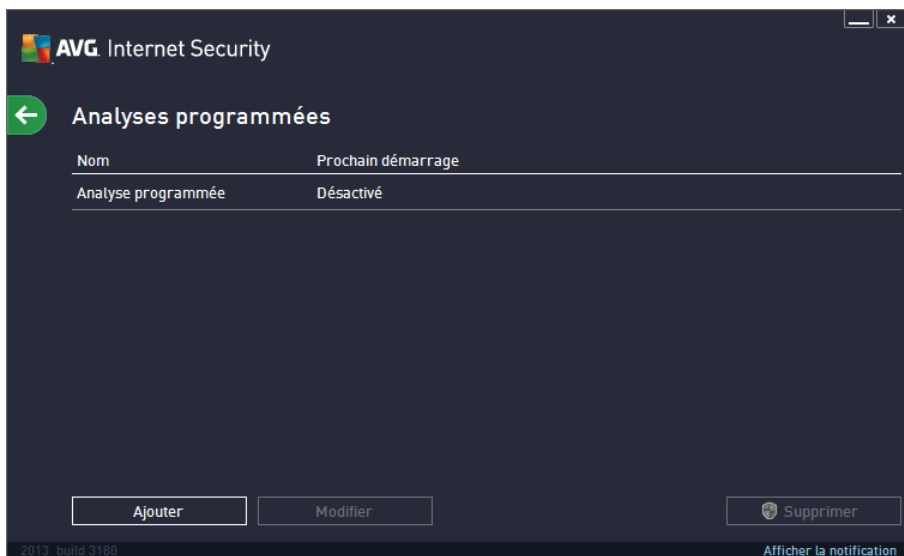 AVG. Internet Security
Analyses programmées
Nom Prochain démarrage
Analyse programmée Désactivé
Ajouter Modifier Supprimer
2013 build 3180 Afficher la notification